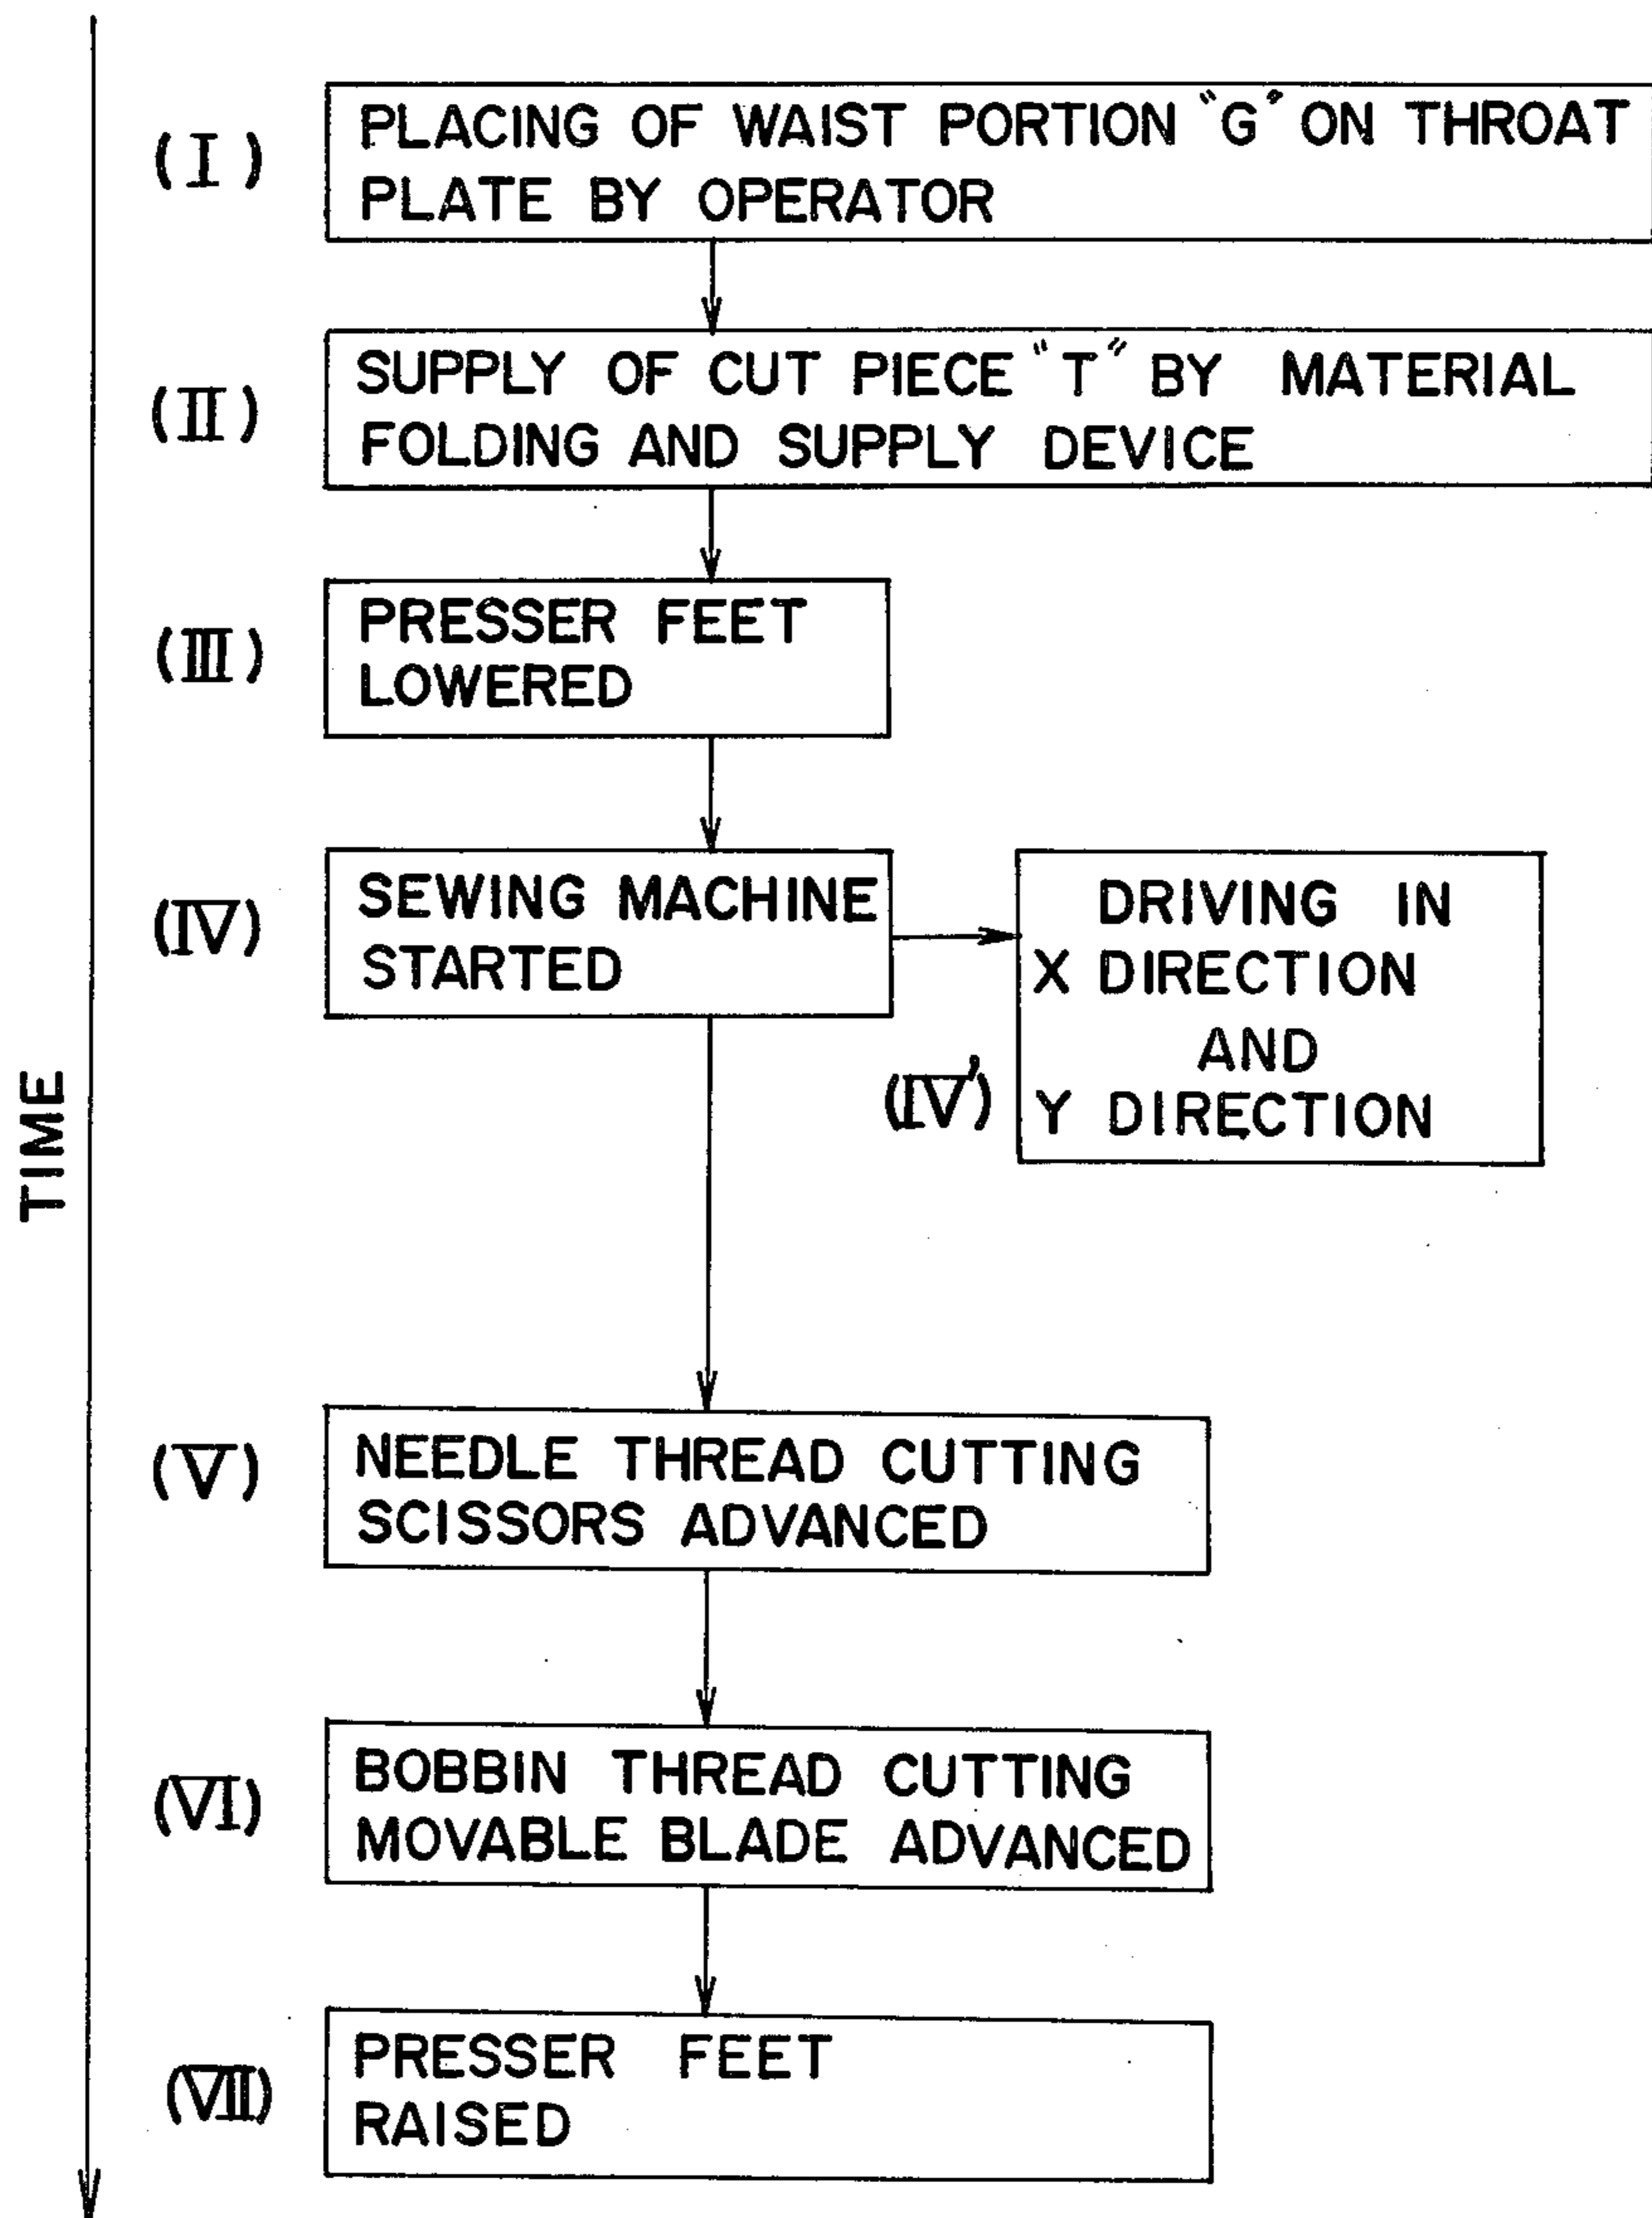 (I)
PLACING OF WAIST PORTION "G" ON THROAT
PLATE BY OPERATOR
(II)
SUPPLY OF CUT PIECE "T" BY MATERIAL
FOLDING AND SUPPLY DEVICE
(III)
PRESSER FEET
LOWERED
(IV)
SEWING MACHINE
STARTED
(IV')
DRIVING IN
X DIRECTION
AND
Y DIRECTION
TIME
(V)
NEEDLE THREAD CUTTING
SCISSORS ADVANCED
(VI)
BOBBIN THREAD CUTTING
MOVABLE BLADE ADVANCED
(VII)
PRESSER FEET
RAISED